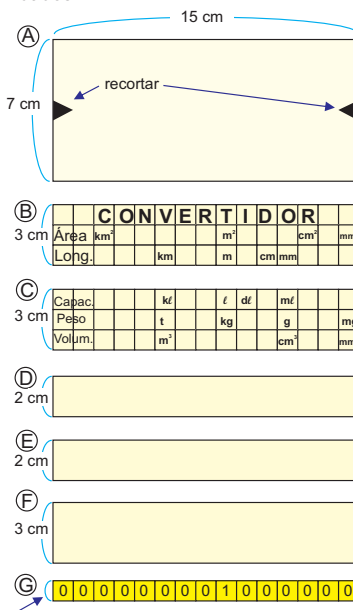 15 cm
A
recortar
7 cm
B
C O N V E R T I D O R
3 cm
Área km² m² cm² mm
Long. km m cm mm
C
Capac. kℓ ℓ dℓ mℓ
3 cm
Peso t kg g mg
Volum. m³ cm³ mm
D
2 cm
E
2 cm
F
3 cm
G
0 0 0 0 0 0 0 0 1 0 0 0 0 0 0